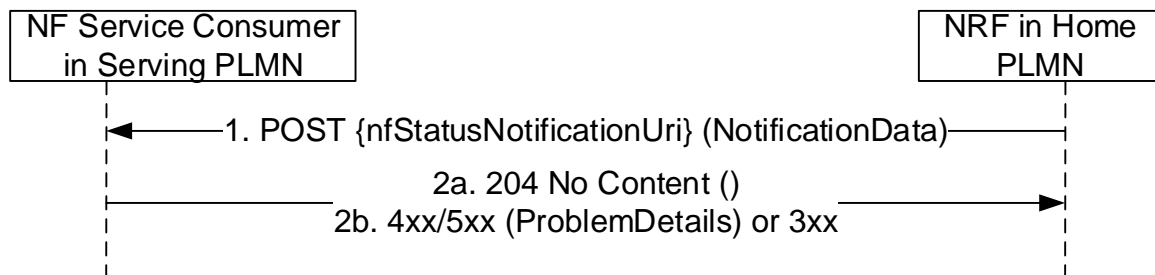 NF Service Consumer
in Serving PLMN
NRF in Home
PLMN
1. POST {nfStatusNotificationUri} (NotificationData)
2a. 204 No Content ()
2b. 4xx/5xx (ProblemDetails) or 3xx